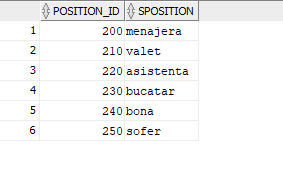 POSITION_ID SPOSITION
1 200 menajera
2 210 valet
3 220 asistenta
4 230 bucatar
5 240 bona
6 250 sofer